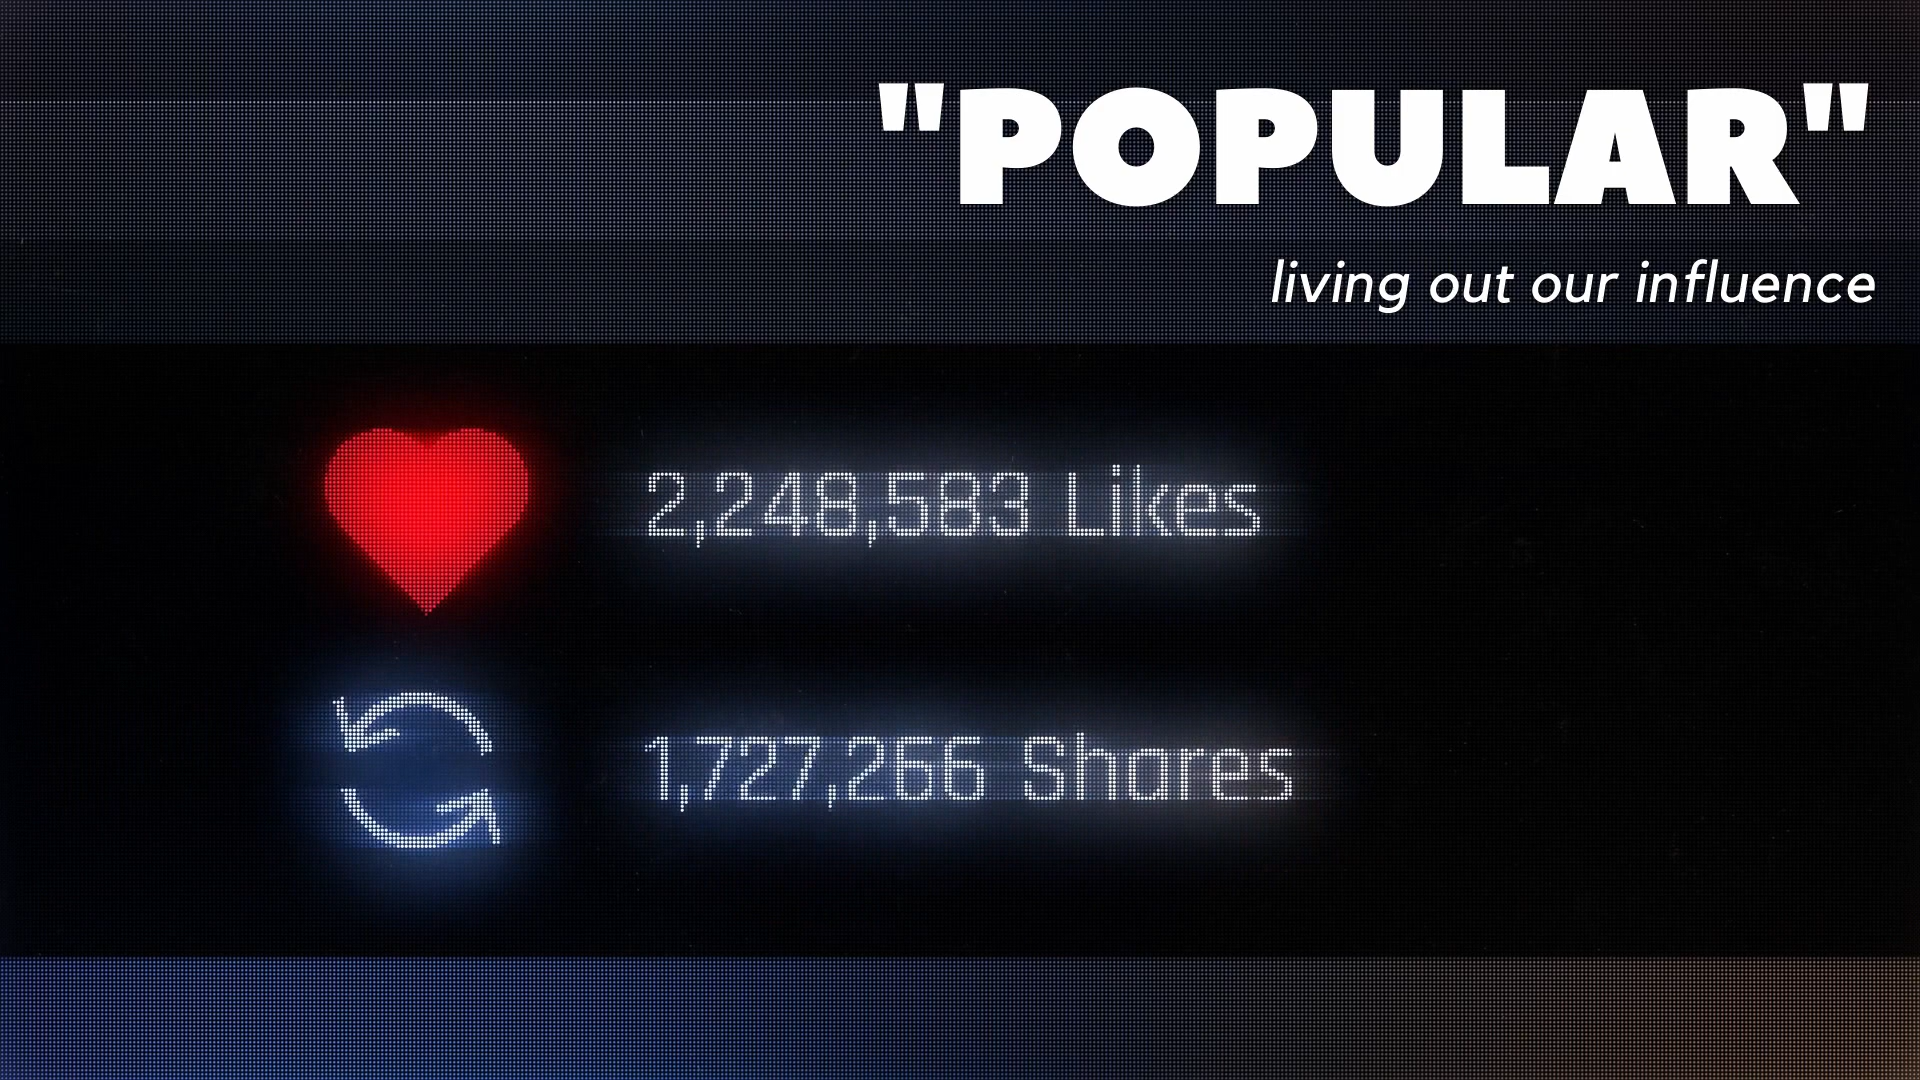 "POPULAR"
living out our influence
2,248,583 Likes
1,727,266 Shares